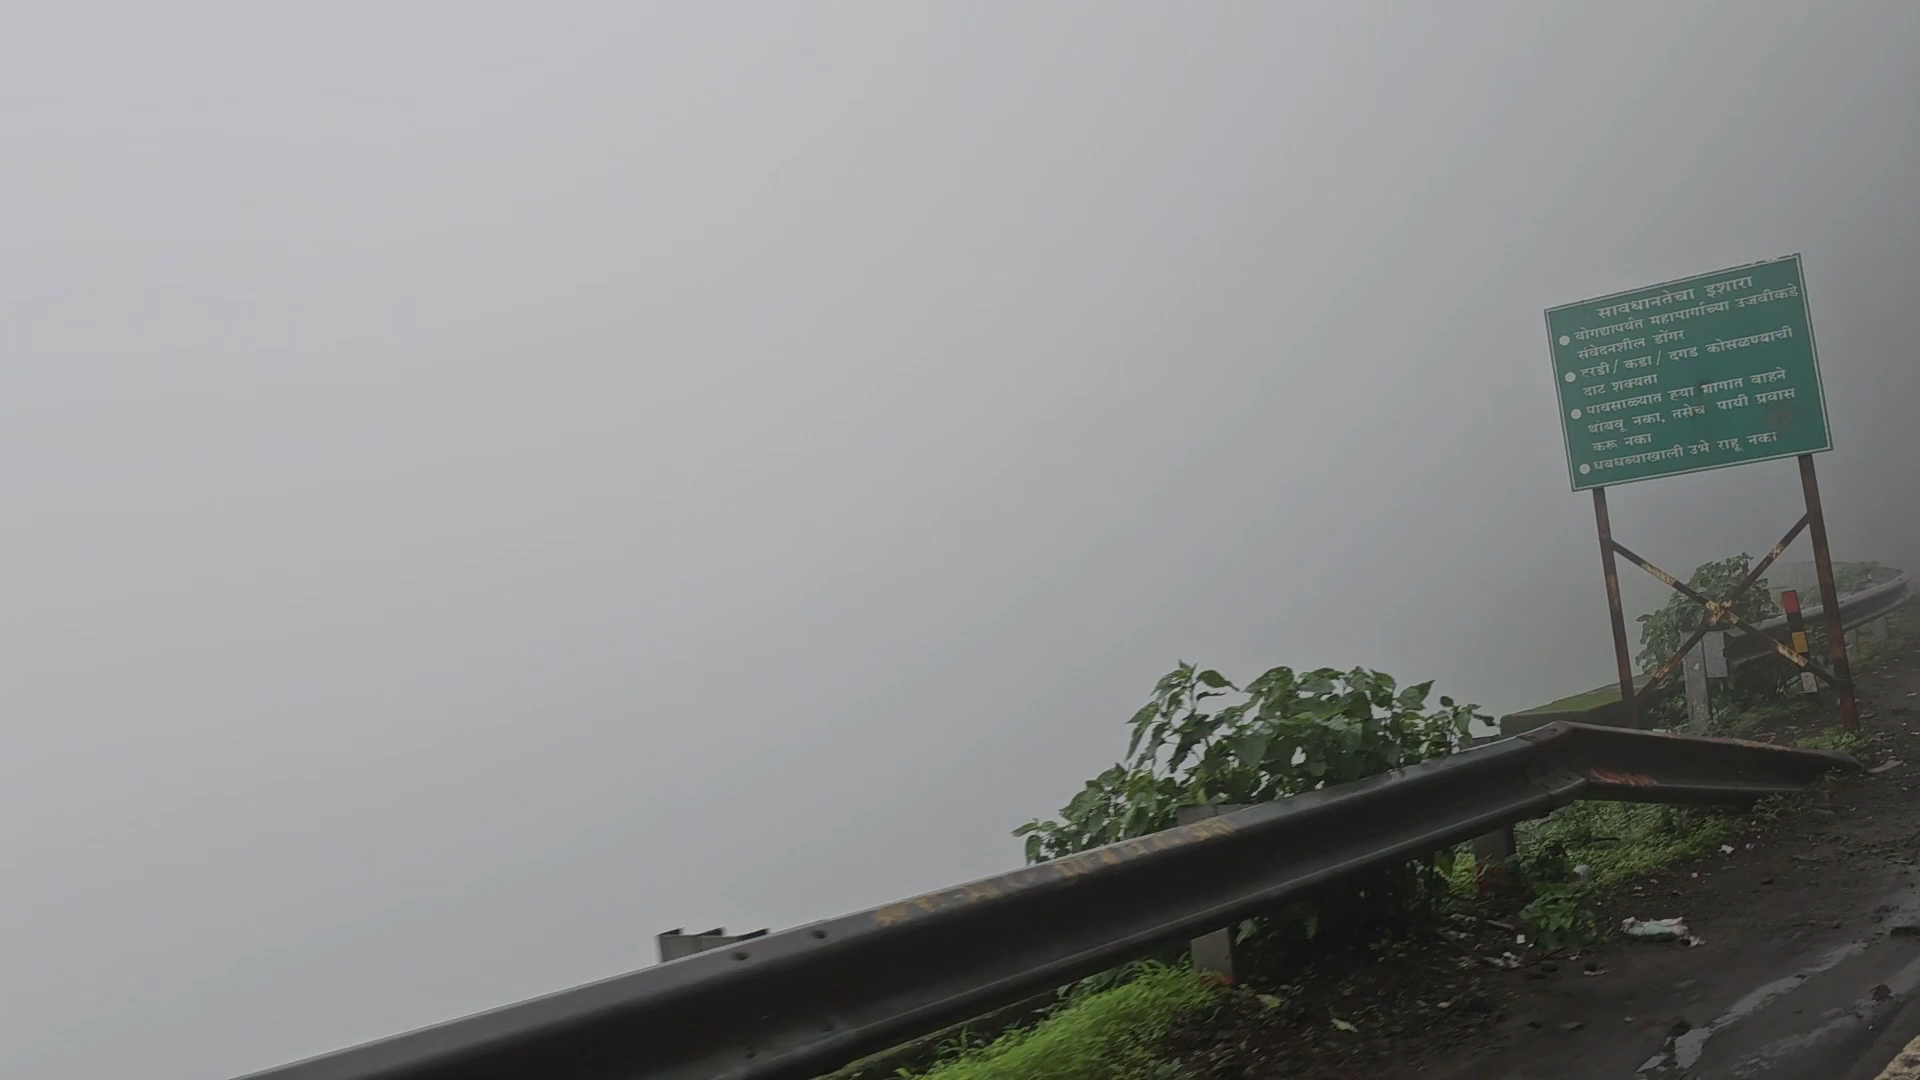 सावधानतेचा इशारा
बोगद्यापर्यंत महामार्गाच्या उजवीकडे
संवेदनशील डोंगर
दरडी/ कडा/ दगड कोसळण्याची
दाट शक्यता
पावसाळ्यात ह्या भागात वाहने
थांबवू नका, तसेच पायी प्रवास
करू नका
धबधब्याखाली उभे राहू नका